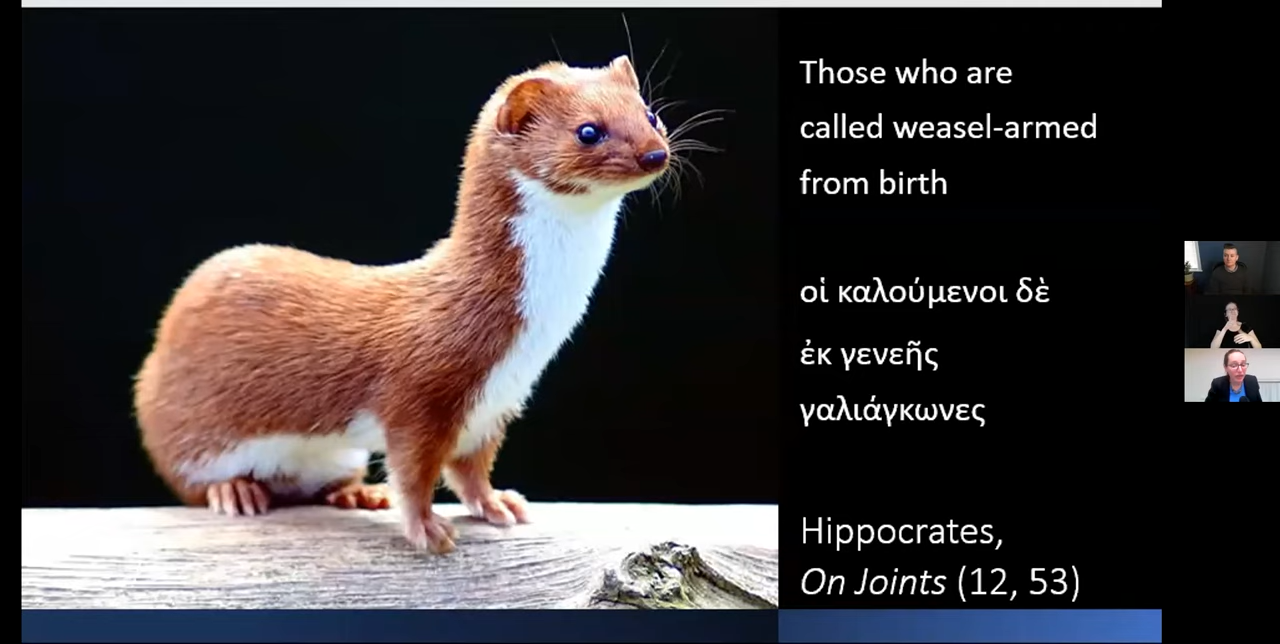 Those who are
called weasel-armed
from birth
οἱ καλούμενοι δὲ
ἐκ γενεῆς
γαλιάγκωνες
Hippocrates,
On Joints (12, 53)